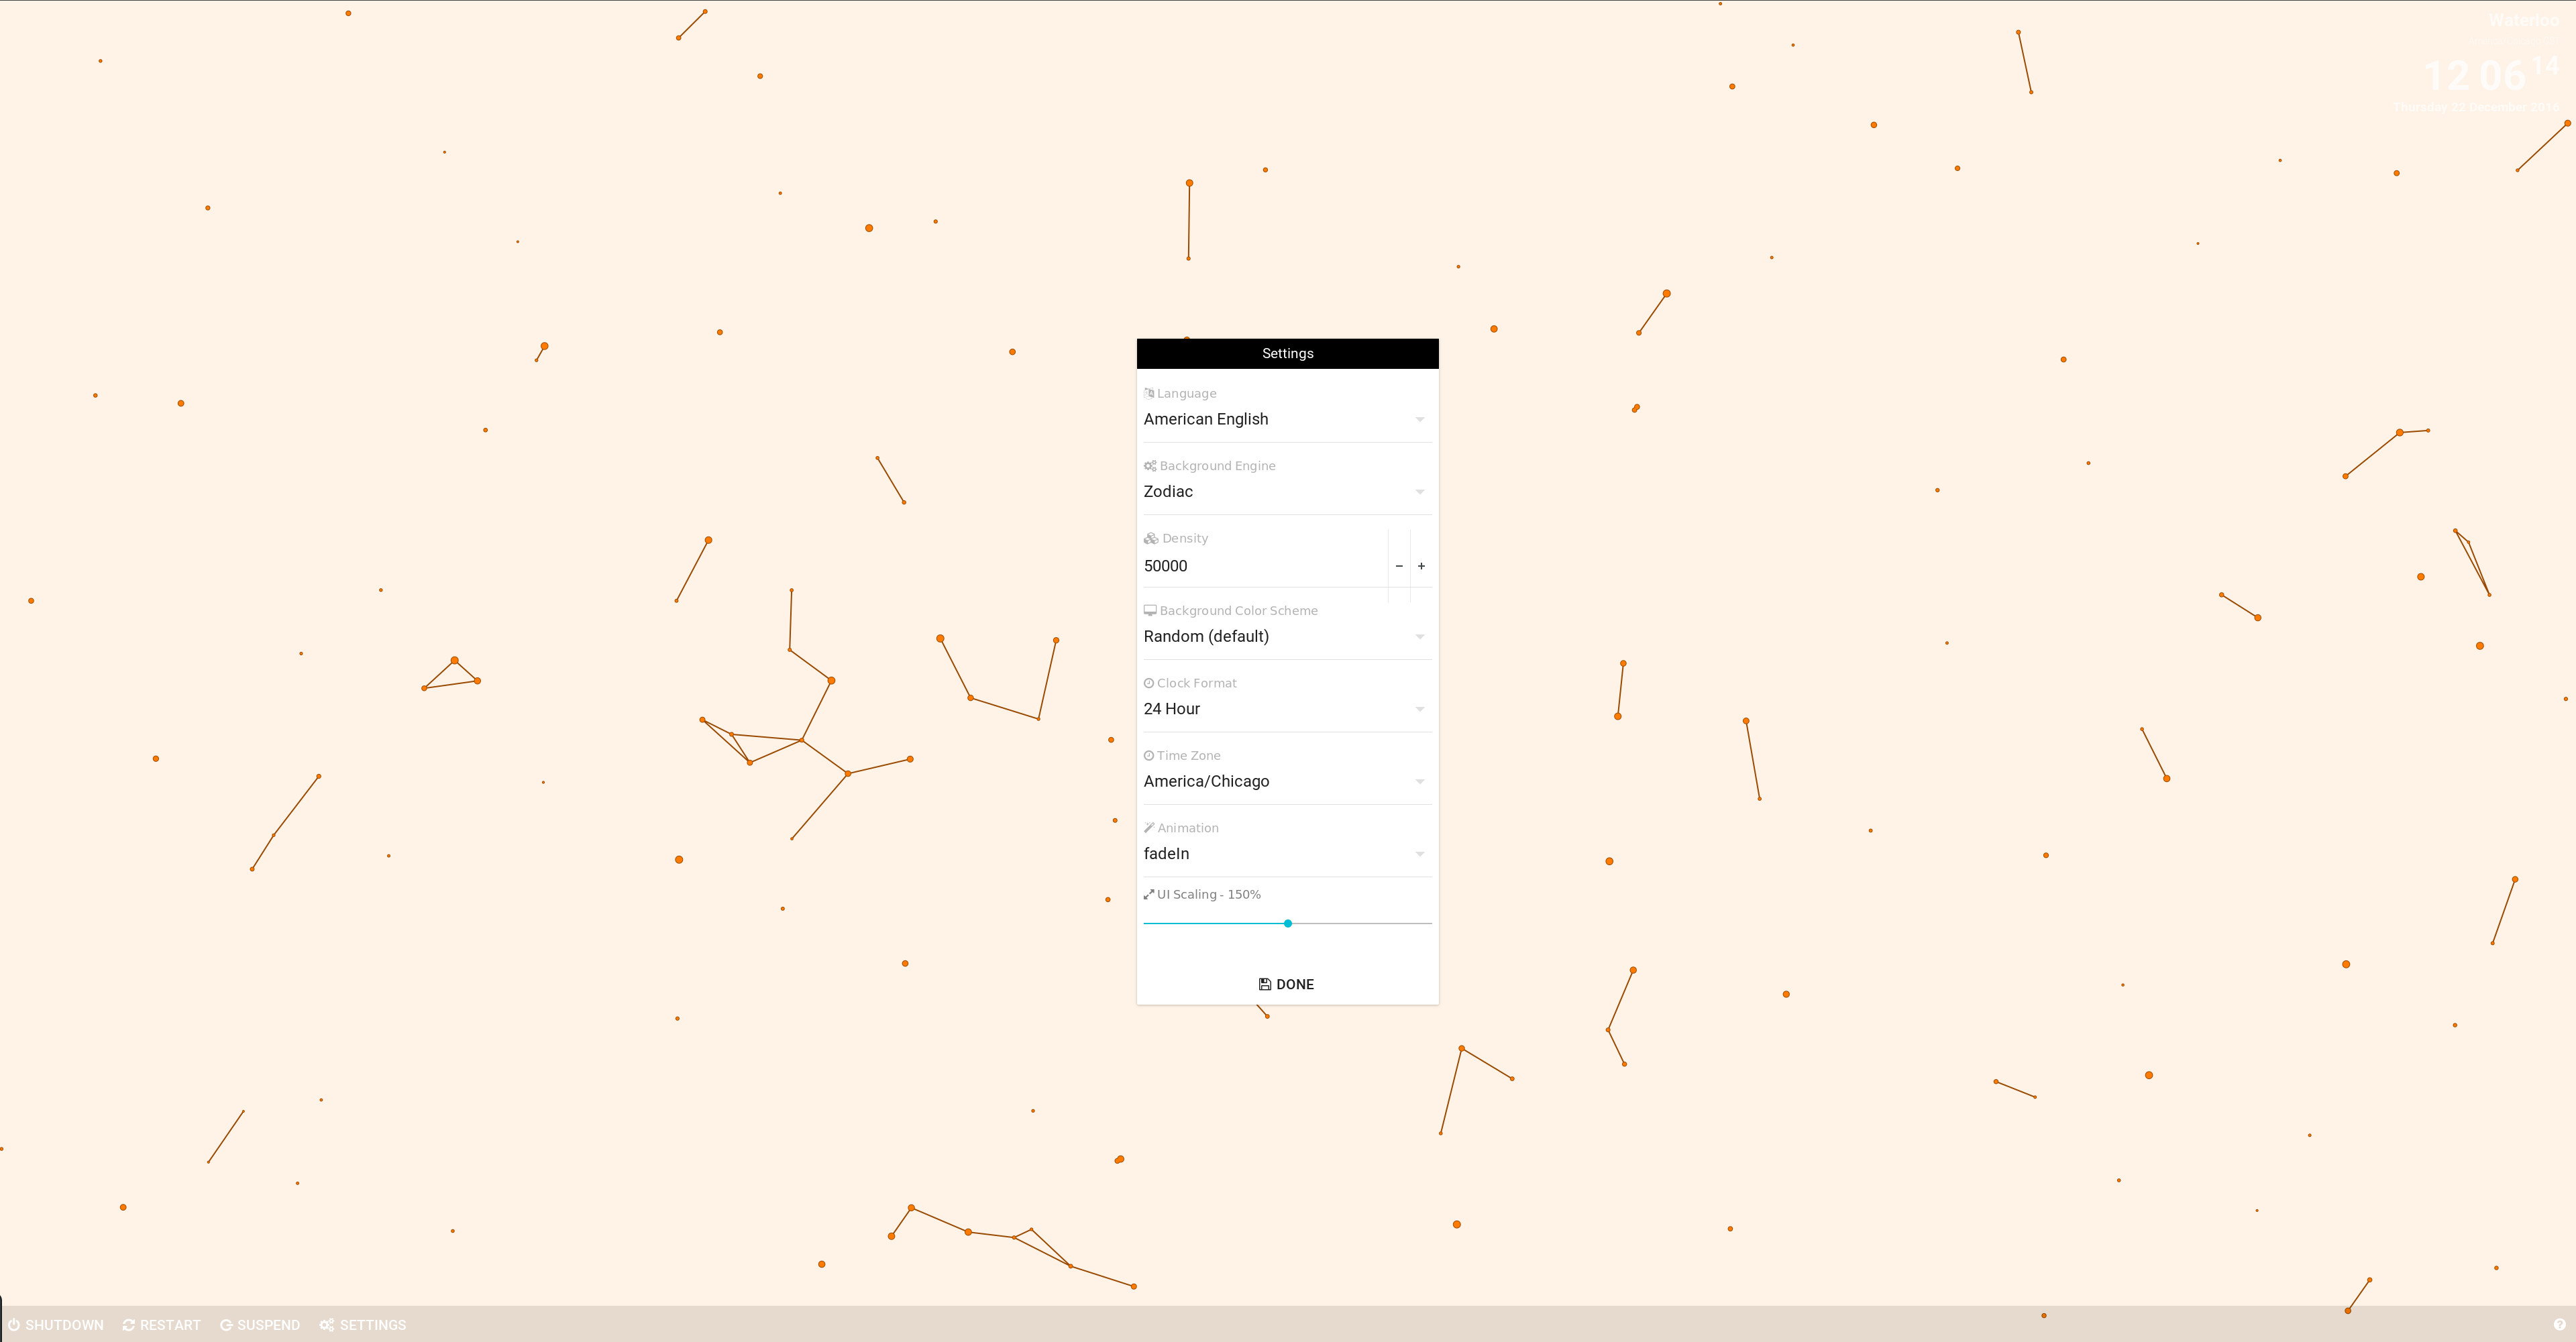 Waterloo
12 06 14
Thursday 22 December 2016
Settings
Language
American English
Background Engine
Zodiac
Density
50000
− +
Background Color Scheme
Random (default)
Clock Format
24 Hour
Time Zone
America/Chicago
Animation
fadeIn
UI Scaling - 150%
DONE
SHUTDOWN RESTART SUSPEND SETTINGS ?